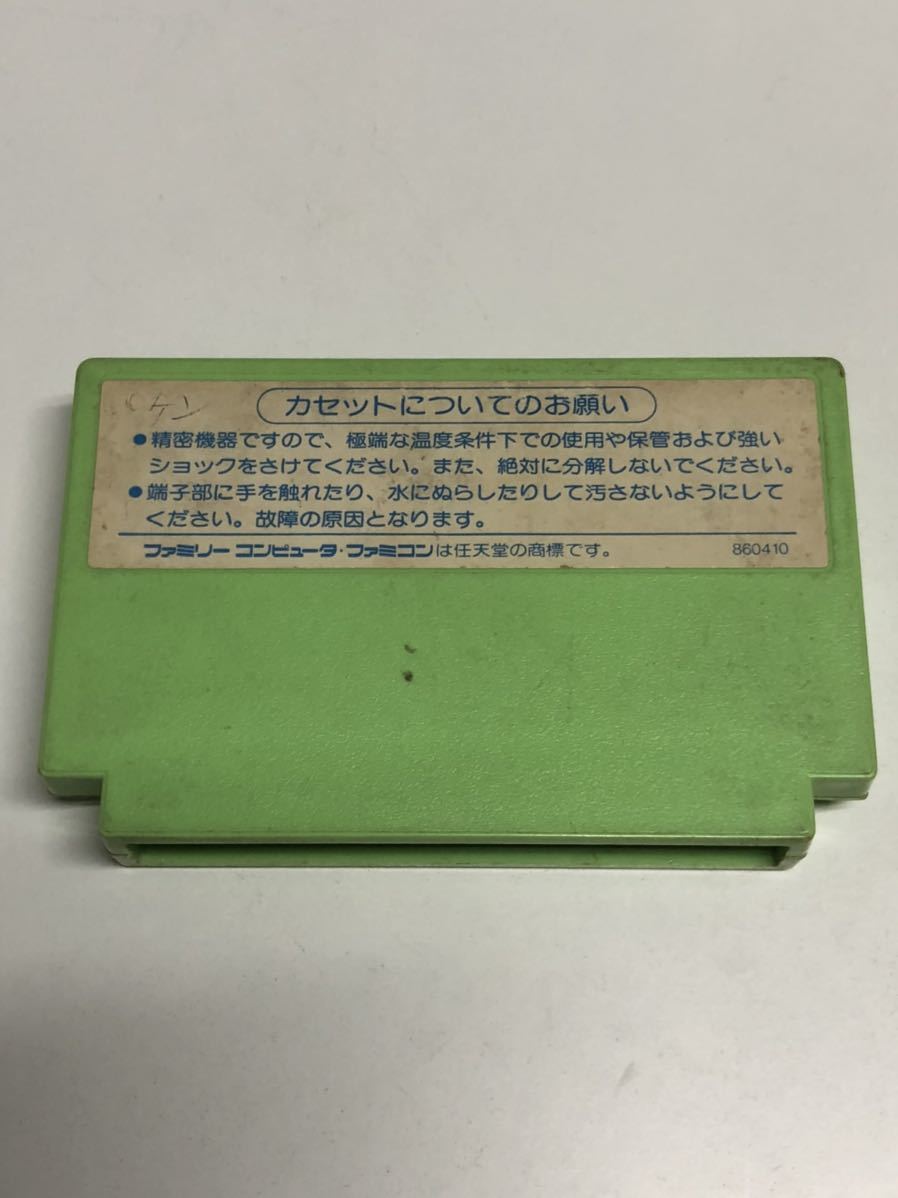 ケン
カセットについてのお願い
●精密機器ですので、極端な温度条件下での使用や保管および強い
ショックをさけてください。また、絶対に分解しないでください。
●端子部に手を触れたり、水にぬらしたりして汚さないようにして
ください。故障の原因となります。
ファミリー コンピュータ・ファミコンは任天堂の商標です。 860410